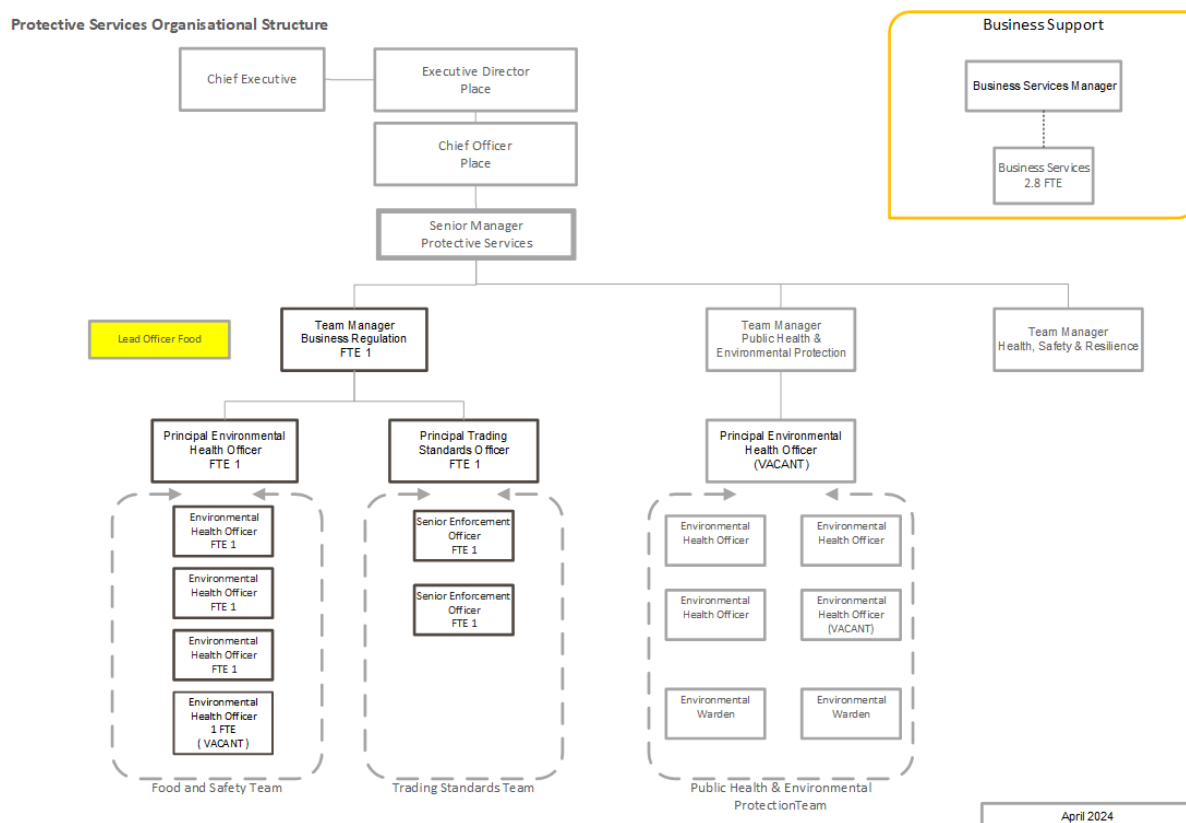 Protective Services Organisational Structure
Business Support
Chief Executive
Executive Director
Place
Business Services Manager
Chief Officer
Place
Business Services
2.8 FTE
Senior Manager
Protective Services
Lead Officer Food
Team Manager
Business Regulation
FTE 1
Team Manager
Public Health &
Environmental Protection
Team Manager
Health, Safety & Resilience
Principal Environmental
Health Officer
FTE 1
Principal Trading
Standards Officer
FTE 1
Principal Environmental
Health Officer
(VACANT)
Environmental
Health Officer
FTE 1
Environmental
Health Officer
FTE 1
Environmental
Health Officer
FTE 1
Environmental
Health Officer
1 FTE
( VACANT )
Food and Safety Team
Senior Enforcement
Officer
FTE 1
Senior Enforcement
Officer
FTE 1
Trading Standards Team
Environmental
Health Officer
Environmental
Health Officer
Environmental
Health Officer
Environmental
Health Officer
(VACANT)
Environmental
Warden
Environmental
Warden
Public Health & Environmental
ProtectionTeam
April 2024